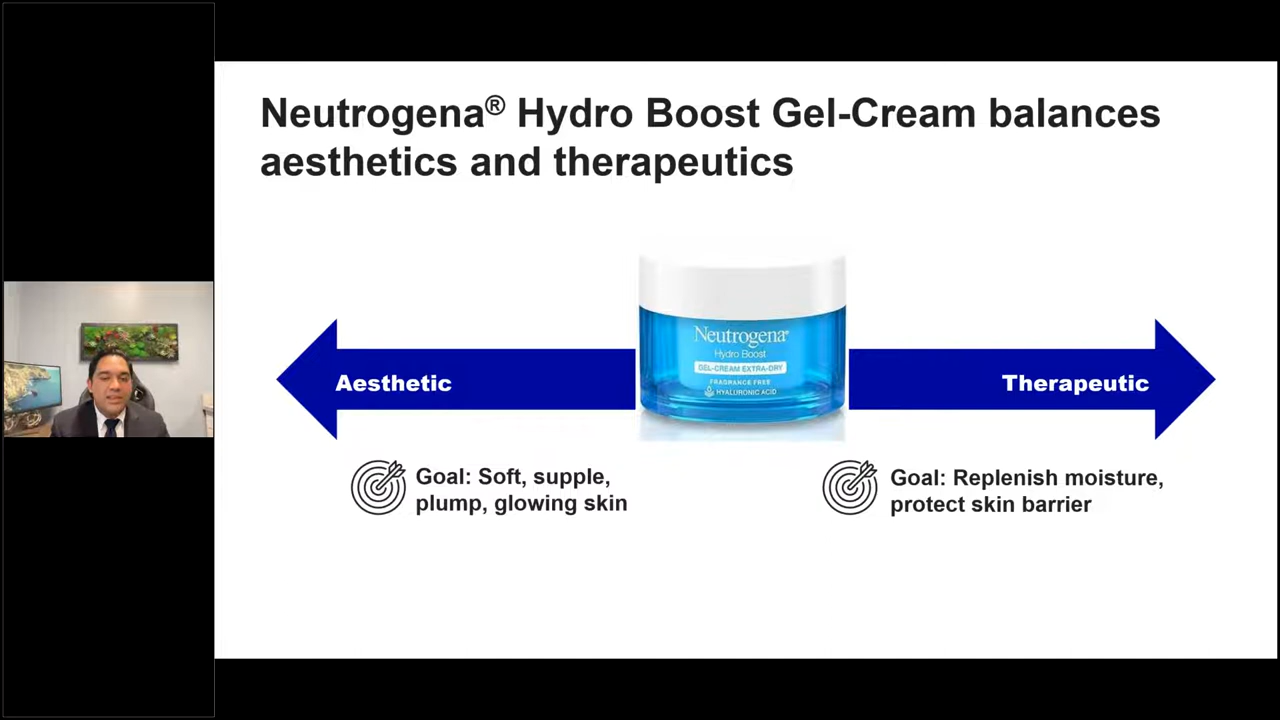 Neutrogena® Hydro Boost Gel-Cream balances
aesthetics and therapeutics
Neutrogena®
Hydro Boost
GEL-CREAM EXTRA-DRY
FRAGRANCE FREE
HYALURONIC ACID
Aesthetic
Therapeutic
Goal: Soft, supple,
plump, glowing skin
Goal: Replenish moisture,
protect skin barrier